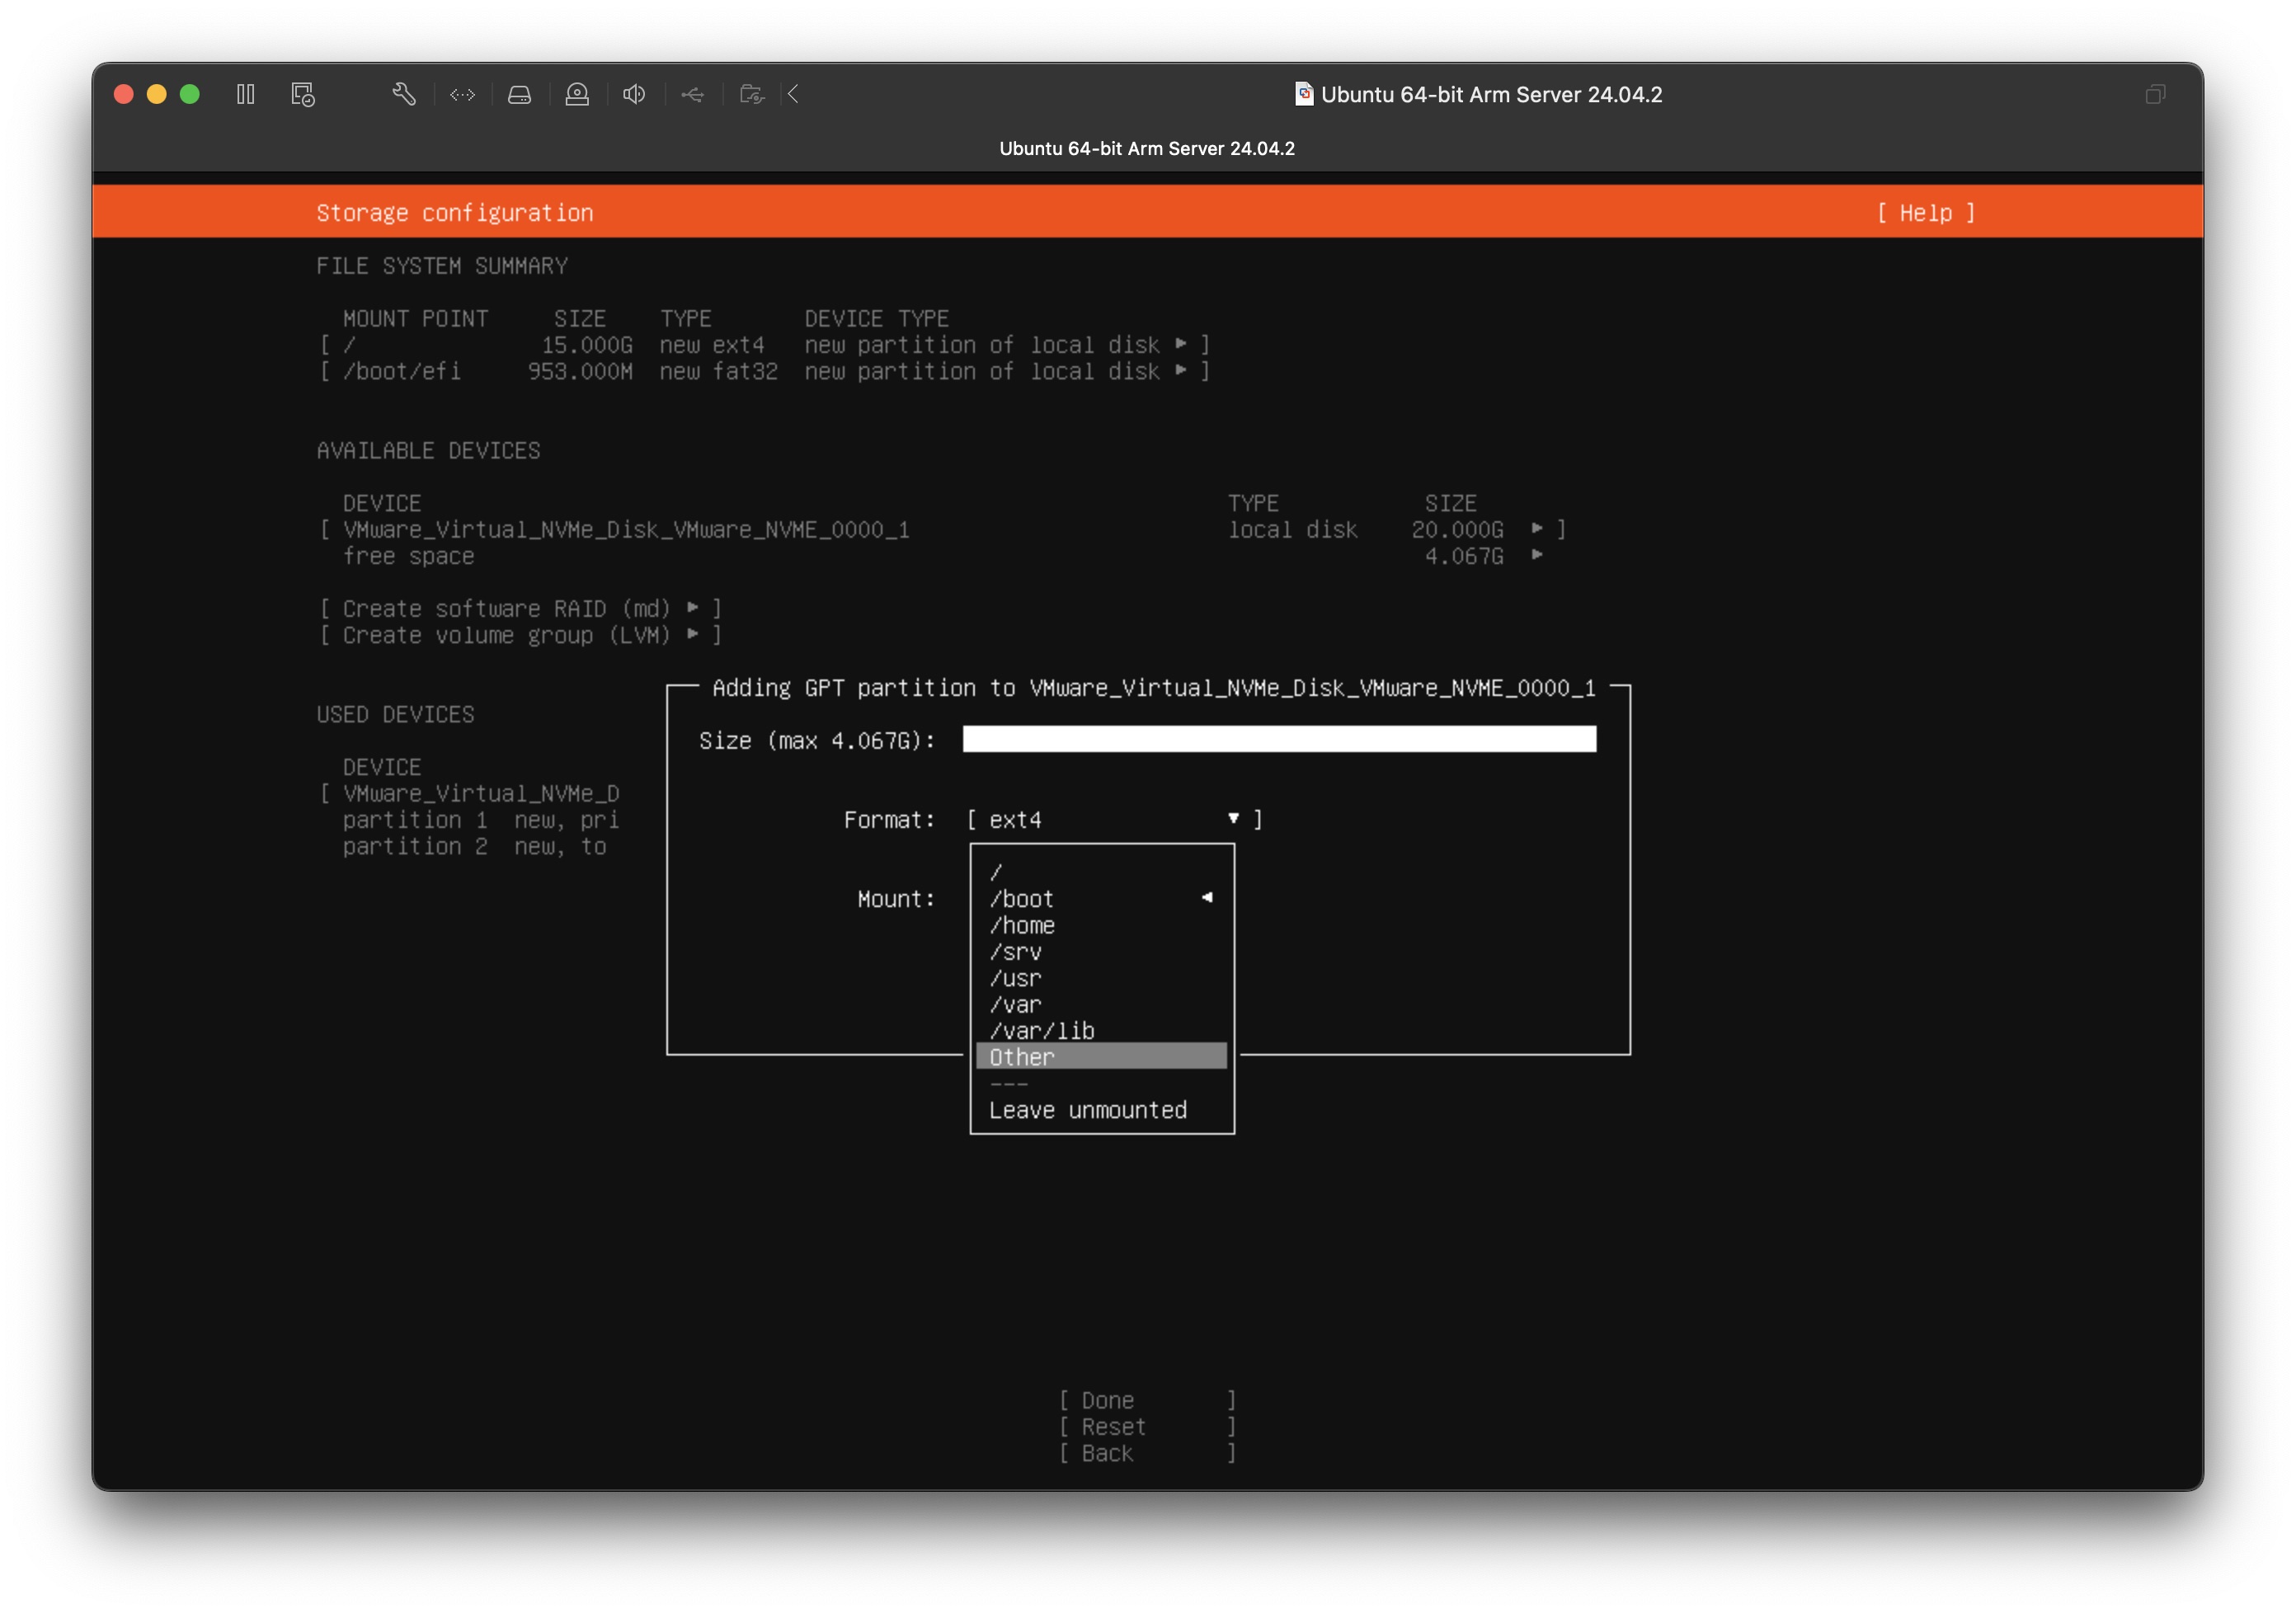 Ubuntu 64-bit Arm Server 24.04.2
Ubuntu 64-bit Arm Server 24.04.2
Storage configuration [ Help ]
FILE SYSTEM SUMMARY
MOUNT POINT SIZE TYPE DEVICE TYPE
[ / 15.000G new ext4 new partition of local disk ▸ ]
[ /boot/efi 953.000M new fat32 new partition of local disk ▸ ]
AVAILABLE DEVICES
DEVICE TYPE SIZE
[ VMware_Virtual_NVMe_Disk_VMware_NVME_0000_1 local disk 20.000G ▸ ]
free space 4.067G ▸
[ Create software RAID (md) ▸ ]
[ Create volume group (LVM) ▸ ]
USED DEVICES
DEVICE
[ VMware_Virtual_NVMe_D
partition 1 new, pri
partition 2 new, to
Adding GPT partition to VMware_Virtual_NVMe_Disk_VMware_NVME_0000_1
Size (max 4.067G):
Format: [ ext4 ▾ ]
Mount:
/
/boot ◂
/home
/srv
/usr
/var
/var/lib
Other
---
Leave unmounted
[ Done ]
[ Reset ]
[ Back ]